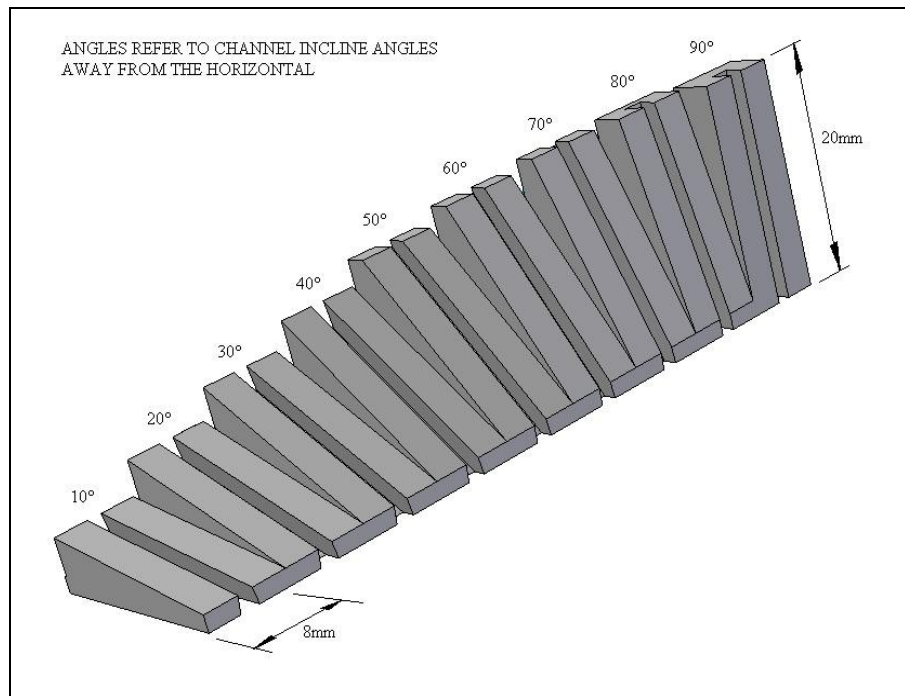 ANGLES REFER TO CHANNEL INCLINE ANGLES
AWAY FROM THE HORIZONTAL
90°
80°
20mm
70°
60°
50°
40°
30°
20°
10°
8mm